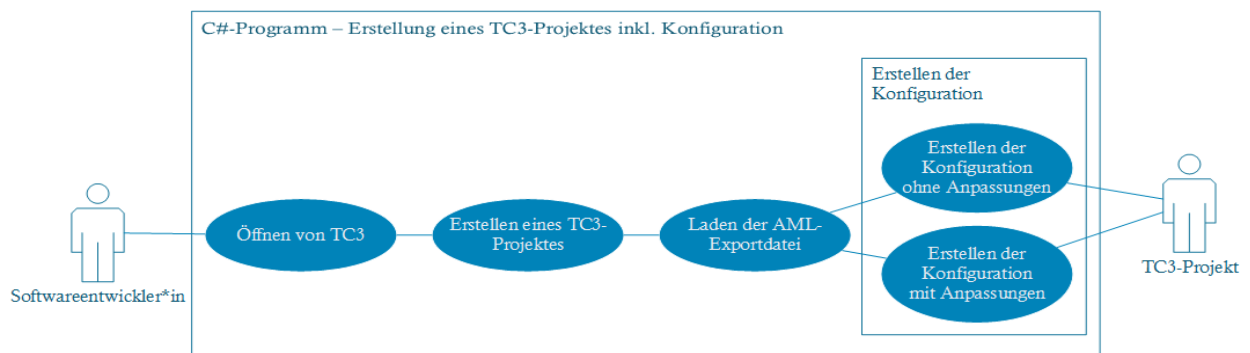 C#-Programm – Erstellung eines TC3-Projektes inkl. Konfiguration
Erstellen der
Konfiguration
Erstellen der
Konfiguration
ohne Anpassungen
Öffnen von TC3
Erstellen eines TC3-
Projektes
Laden der AML-
Exportdatei
Erstellen der
Konfiguration
mit Anpassungen
Softwareentwickler*in
TC3-Projekt